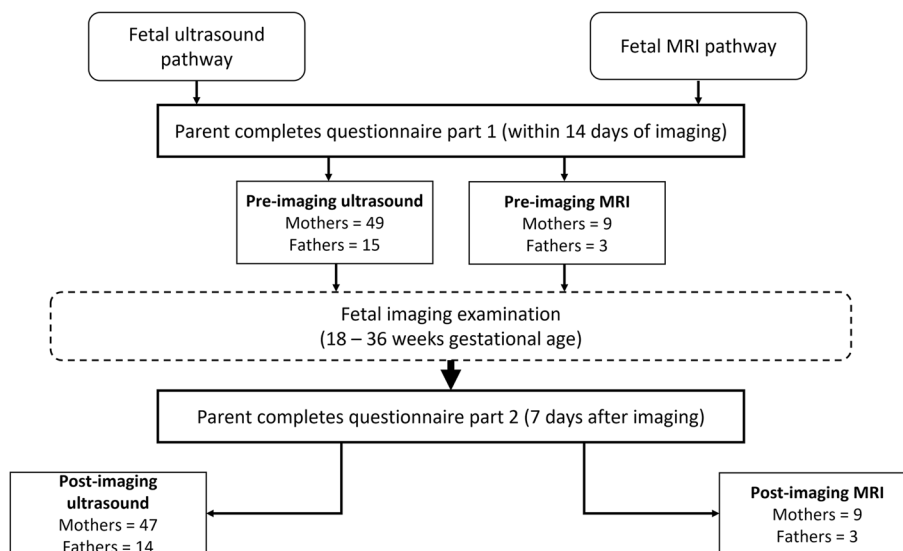 Fetal ultrasound
pathway
Fetal MRI pathway
Parent completes questionnaire part 1 (within 14 days of imaging)
Pre-imaging ultrasound
Mothers = 49
Fathers = 15
Pre-imaging MRI
Mothers = 9
Fathers = 3
Fetal imaging examination
(18 – 36 weeks gestational age)
Parent completes questionnaire part 2 (7 days after imaging)
Post-imaging
ultrasound
Mothers = 47
Fathers = 14
Post-imaging MRI
Mothers = 9
Fathers = 3